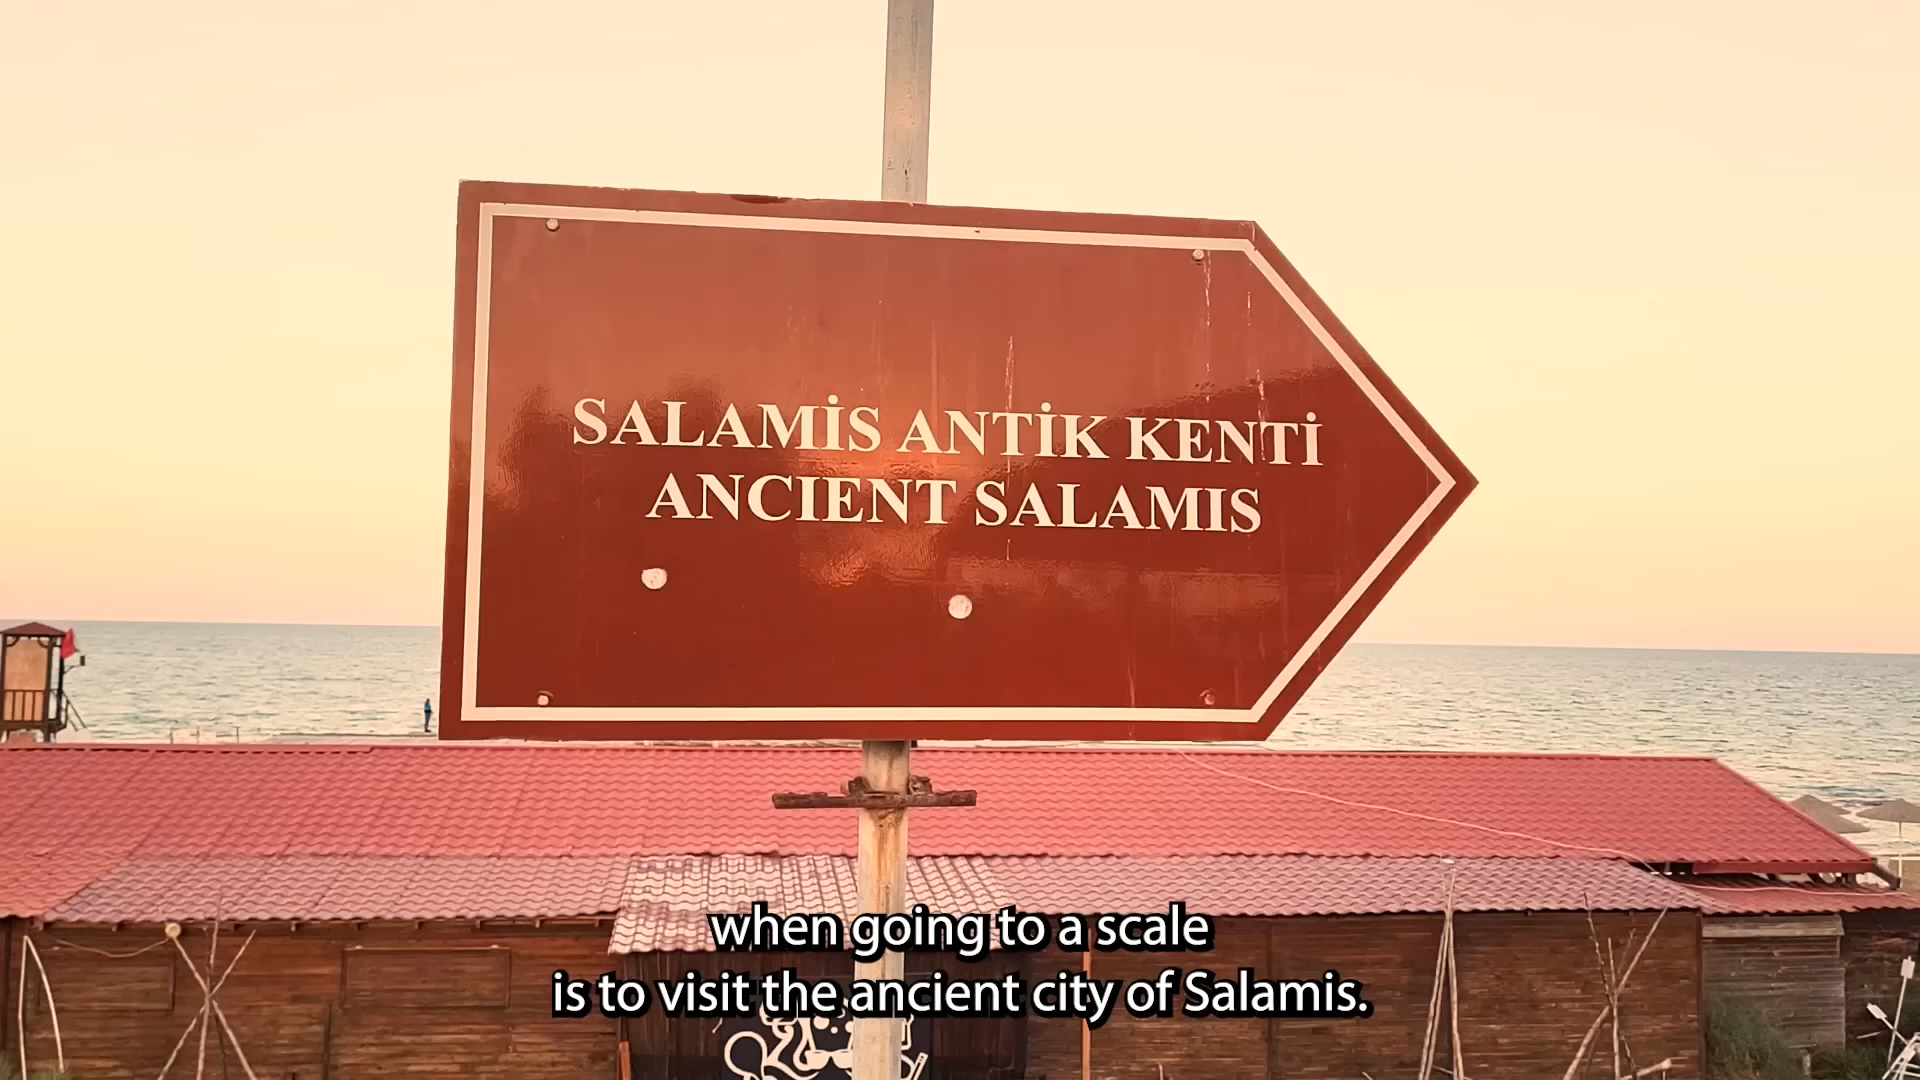 SALAMİS ANTİK KENTİ
ANCIENT SALAMIS
when going to a scale
is to visit the ancient city of Salamis.